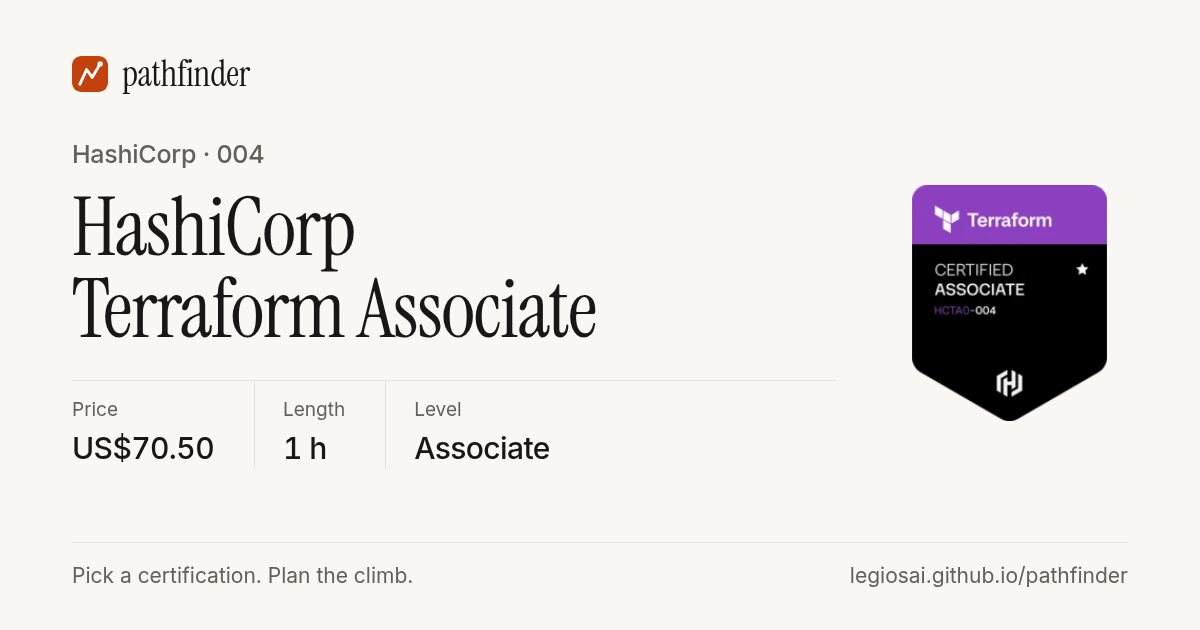 pathfinder
HashiCorp · 004
HashiCorp
Terraform Associate
Terraform
CERTIFIED
ASSOCIATE
HCTA0-004
Price
US$70.50
Length
1 h
Level
Associate
Pick a certification. Plan the climb.
legiosai.github.io/pathfinder